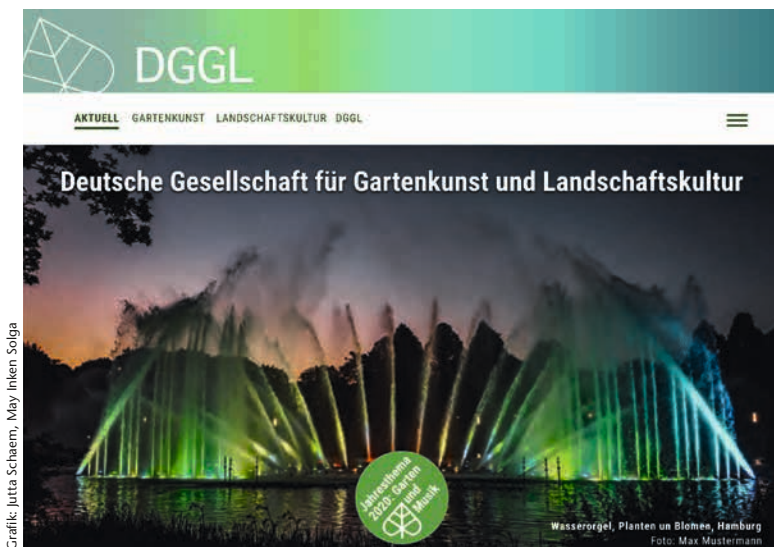 DGGL
AKTUELL GARTENKUNST LANDSCHAFTSKULTUR DGGL
Deutsche Gesellschaft für Gartenkunst und Landschaftskultur
Jahresthema
2020: Garten
und
Musik
Wasserorgel, Planten un Blomen, Hamburg
Foto: Max Mustermann
Grafik: Jutta Schaem, May Inken Solga